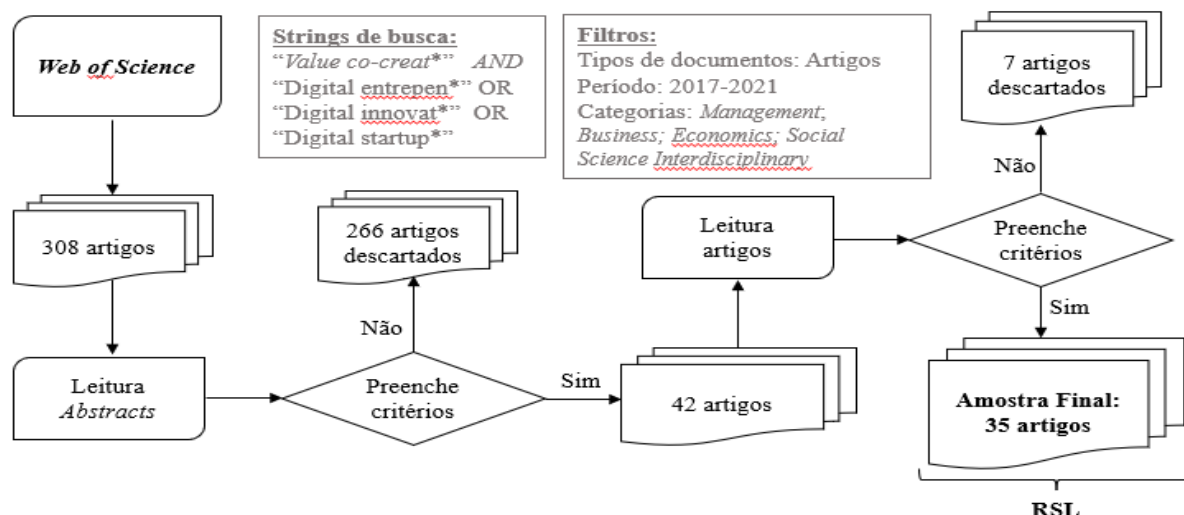 Web of Science
Strings de busca:
“Value co-creat*” AND
“Digital entrepen*” OR
“Digital innovat*” OR
“Digital startup*”
Filtros:
Tipos de documentos: Artigos
Período: 2017-2021
Categorias: Management;
Business; Economics; Social
Science Interdisciplinary
7 artigos
descartados
Não
308 artigos
266 artigos
descartados
Leitura
artigos
Preenche
critérios
Não
Sim
Leitura
Abstracts
Preenche
critérios
Sim
42 artigos
Amostra Final:
35 artigos
RSL